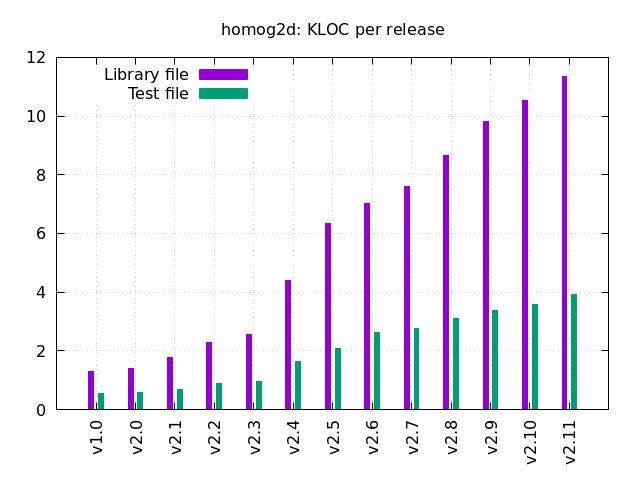 homog2d: KLOC per release
12
10
8
6
4
2
0
Library file
Test file
v1.0
v2.0
v2.1
v2.2
v2.3
v2.4
v2.5
v2.6
v2.7
v2.8
v2.9
v2.10
v2.11